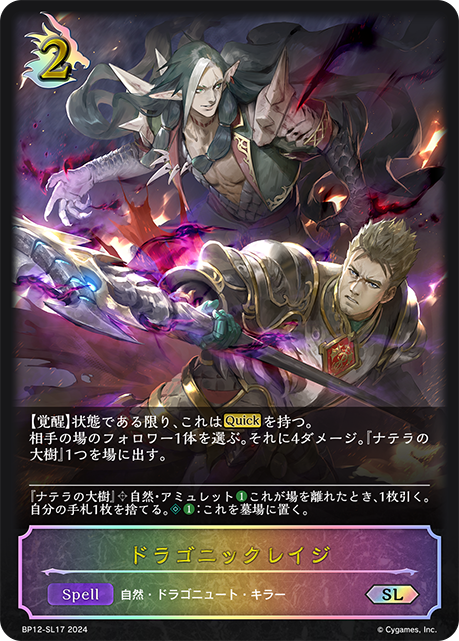 2
【覚醒】状態である限り、これはQuickを持つ。
相手の場のフォロワー1体を選ぶ。それに4ダメージ。『ナテラの
大樹』1つを場に出す。
『ナテラの大樹』自然・アミュレット1これが場を離れたとき、1枚引く。
自分の手札1枚を捨てる。1：これを墓場に置く。
ドラゴニックレイジ
Spell 自然・ドラゴニュート・キラー SL
BP12-SL17 2024 © Cygames, Inc.